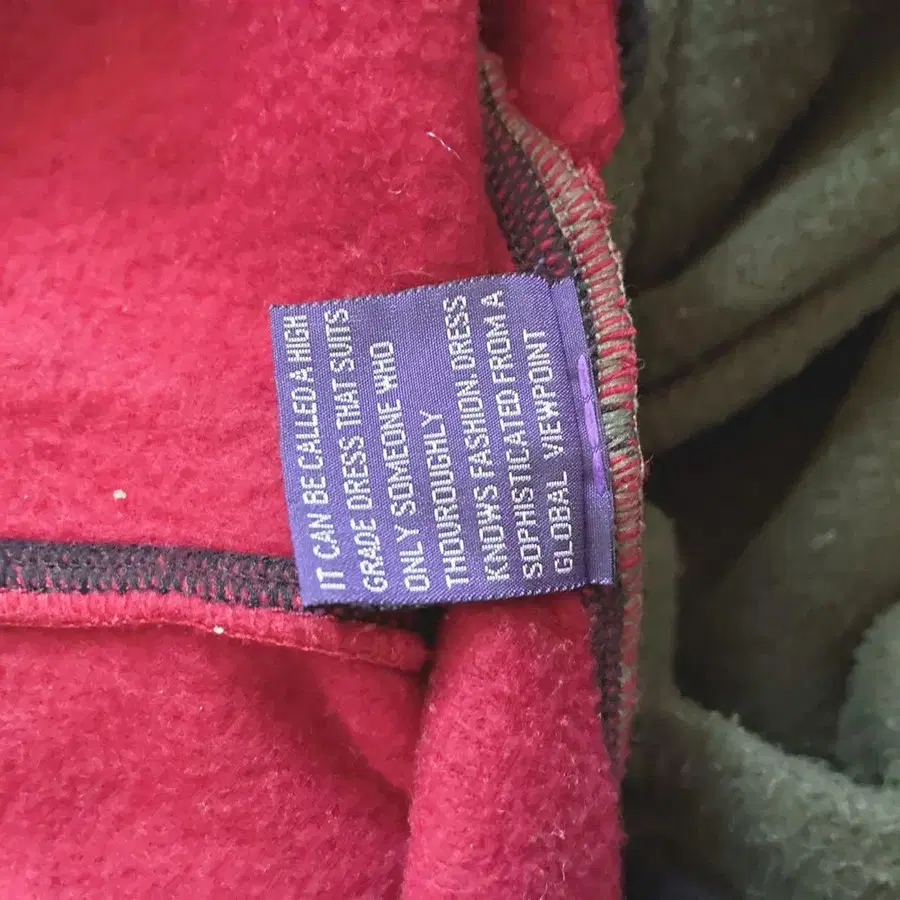 IT CAN BE CALLED A HIGH
GRADE DRESS THAT SUITS
ONLY SOMEONE WHO
THOUROUGHLY
KNOWS FASHION.DRESS
SOPHISTICATED FROM A
GLOBAL VIEWPOINT